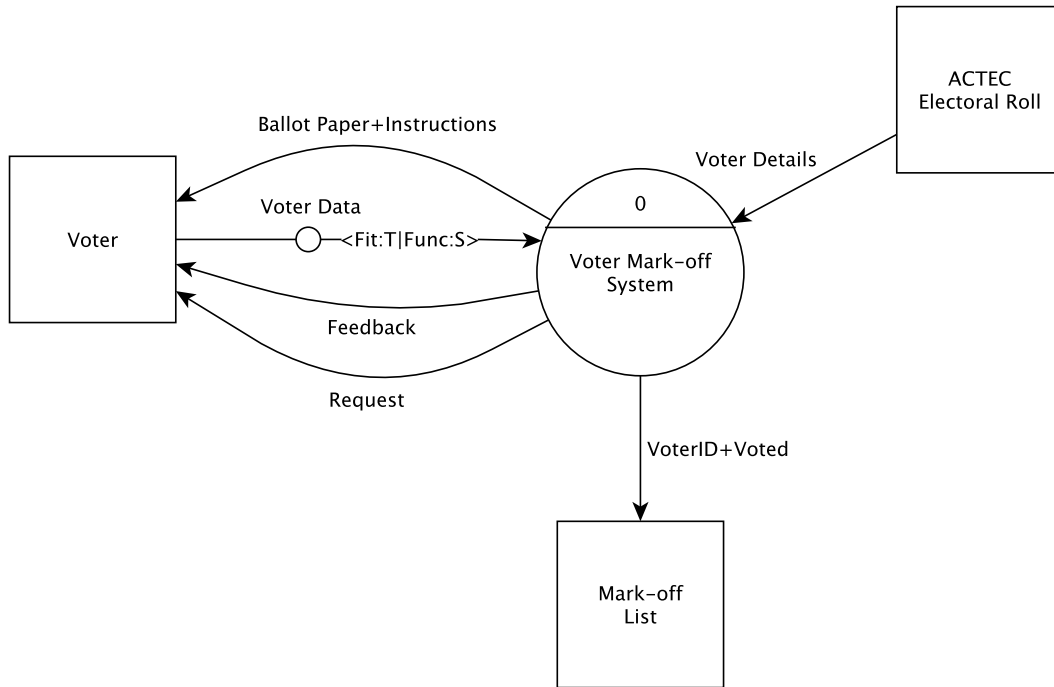 ACTEC
Electoral Roll
Ballot Paper+Instructions
Voter Details
Voter Data
0
Voter
<Fit:T|Func:S>
Voter Mark-off
System
Feedback
Request
VoterID+Voted
Mark-off
List